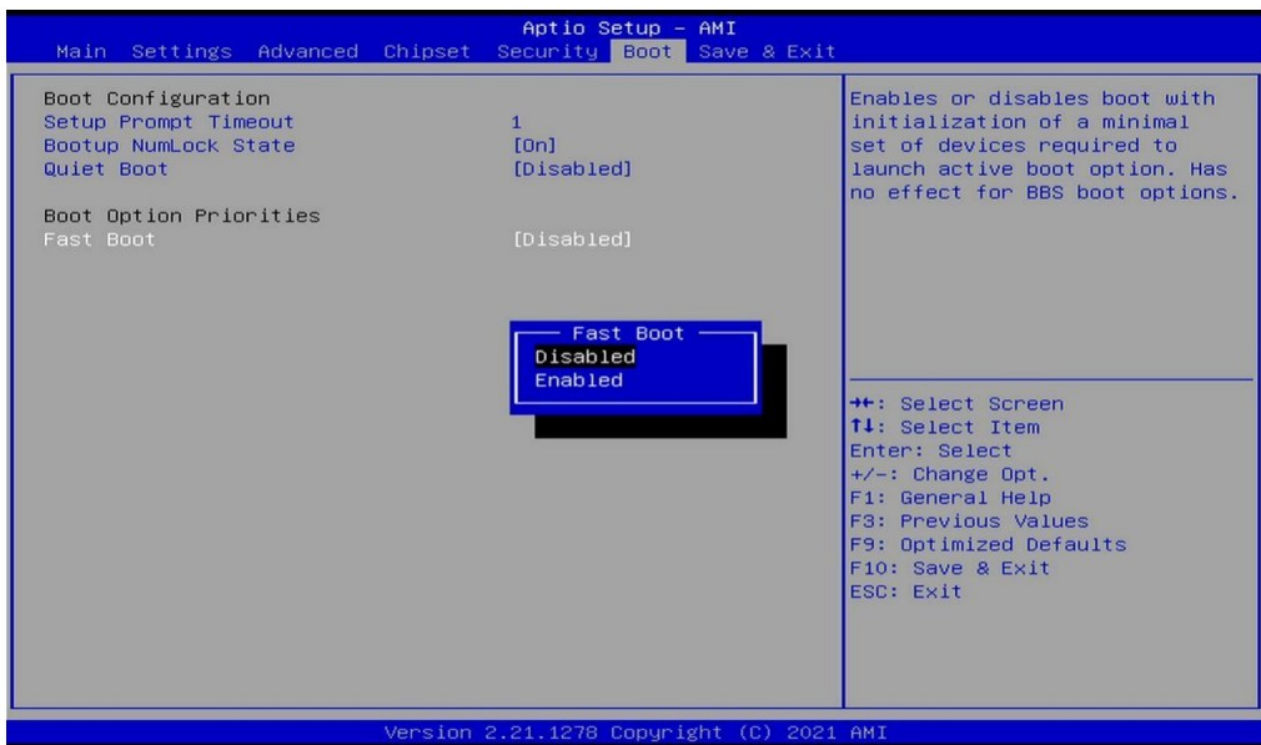 Aptio Setup – AMI
Main Settings Advanced Chipset Security Boot Save & Exit
Boot Configuration
Setup Prompt Timeout 1
Bootup NumLock State [On]
Quiet Boot [Disabled]
Boot Option Priorities
Fast Boot [Disabled]
Fast Boot
Disabled
Enabled
Enables or disables boot with
initialization of a minimal
set of devices required to
launch active boot option. Has
no effect for BBS boot options.
→←: Select Screen
↑↓: Select Item
Enter: Select
+/-: Change Opt.
F1: General Help
F3: Previous Values
F9: Optimized Defaults
F10: Save & Exit
ESC: Exit
Version 2.21.1278 Copyright (C) 2021 AMI